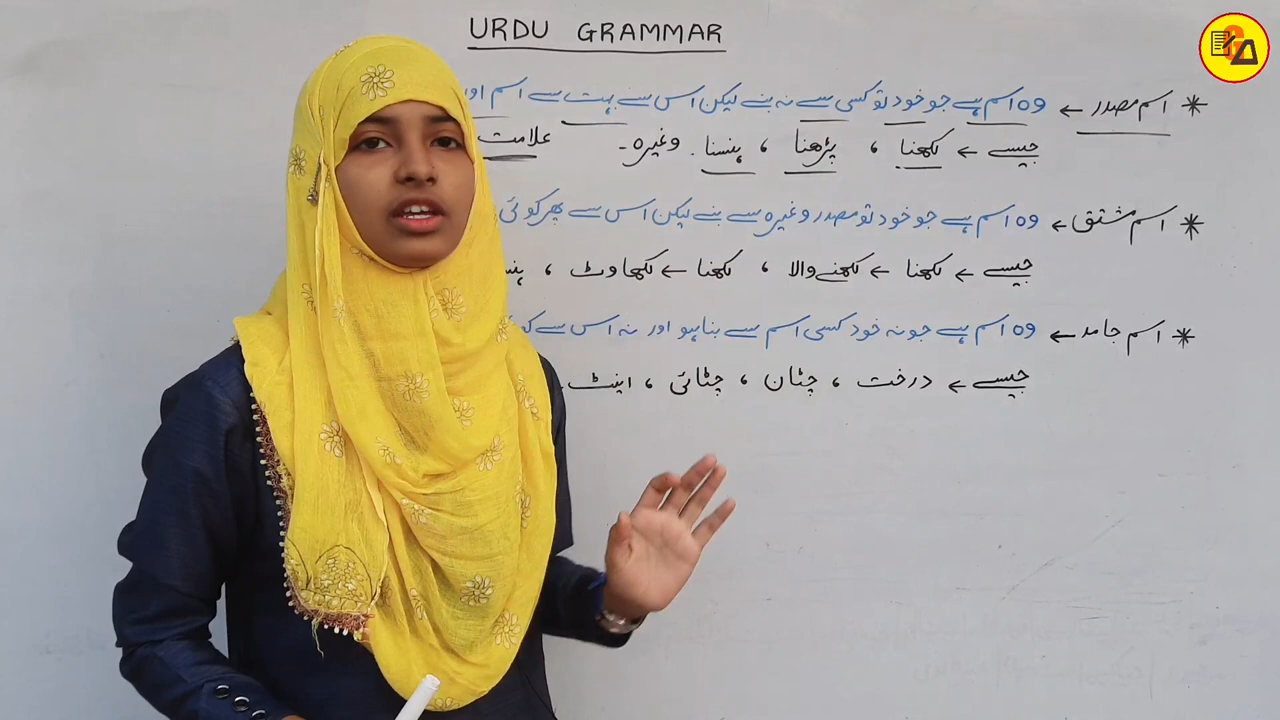 URDU GRAMMAR
* اسم مصدر ← وہ اسم ہے جو خود تو کسی سے نہ بنے لیکن اس سے بہت سے اسم اور
جیسے ← لکھنا ، پڑھنا ، ہنسنا ۔ وغیرہ ۔ علامت
* اسم مشتق ← وہ اسم ہے جو خود تو مصدر وغیرہ سے بنے لیکن اس سے پھر کوئی
جیسے ← لکھنا ← لکھنے والا ، لکھنا ← لکھاوٹ ،
* اسم جامد ← وہ اسم ہے جو نہ خود کسی اسم سے بنا ہو اور نہ اس سے
جیسے ← درخت ، چٹان ، چٹائی ، اینٹ ۔